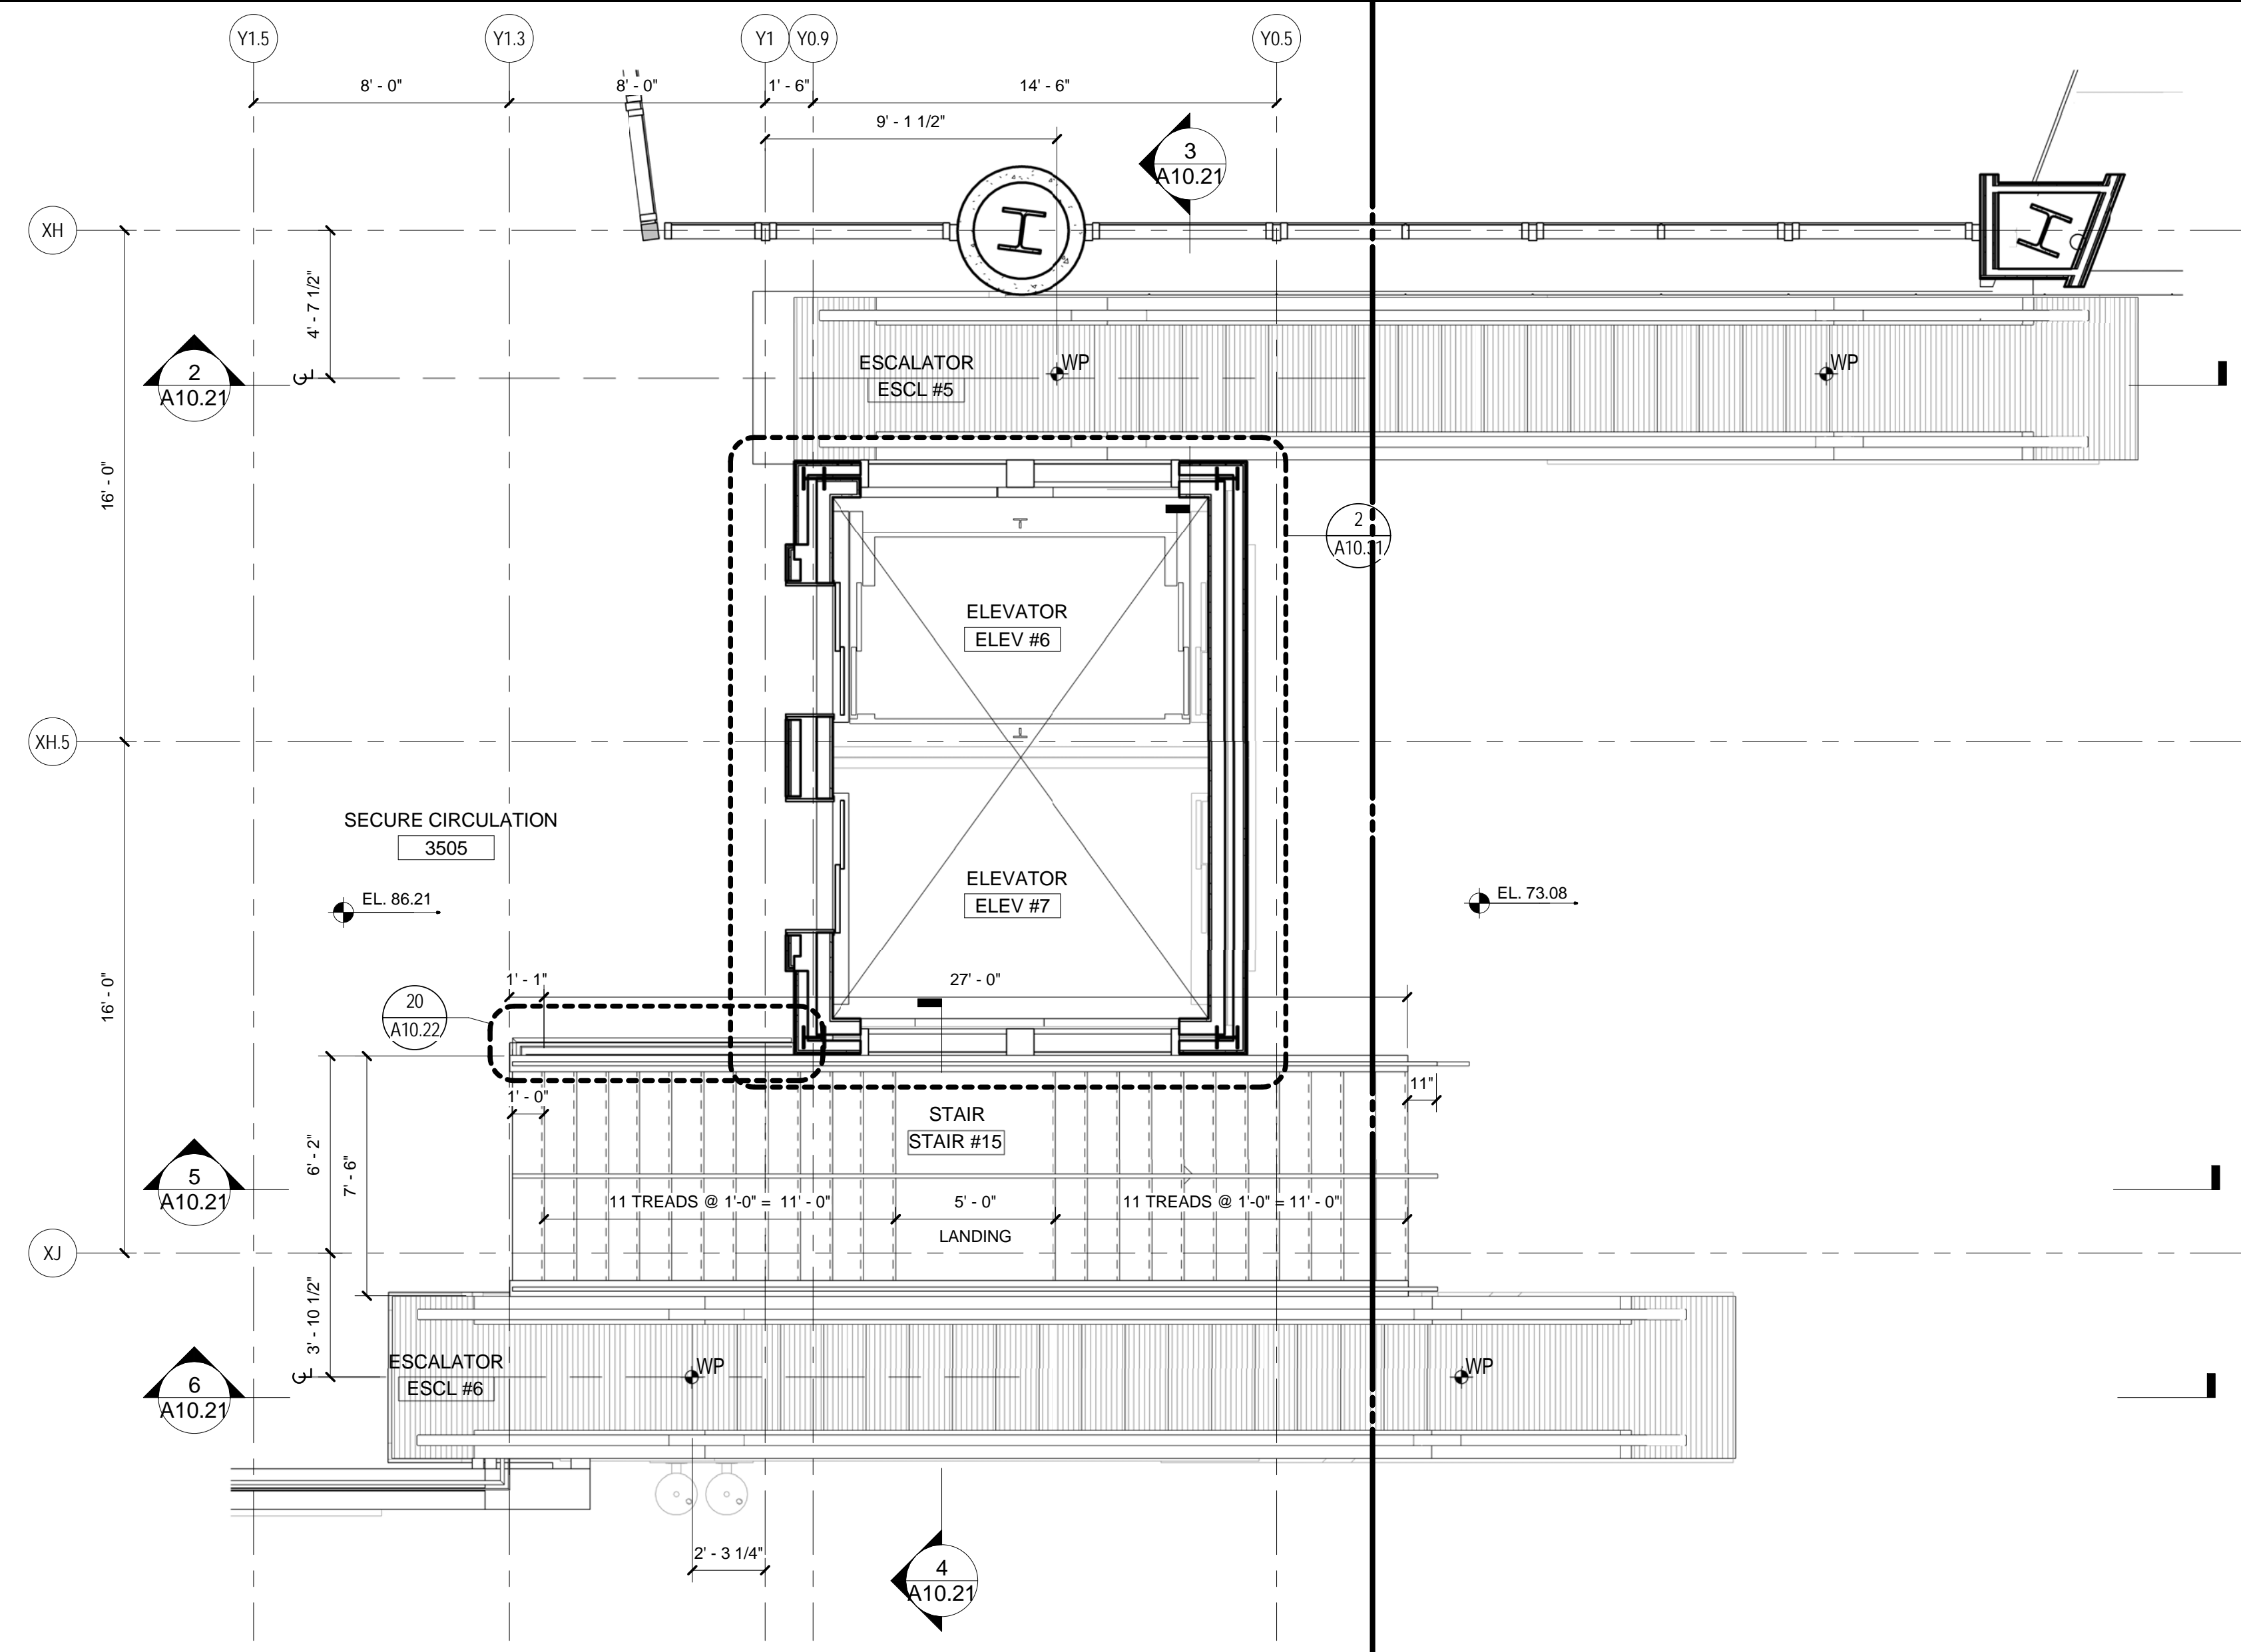 Y1.5
Y1.3
Y1
Y0.9
Y0.5
8' - 0"
8' - 0"
1' - 6"
14' - 6"
9' - 1 1/2"
3
A10.21
XH
4' - 7 1/2"
2
A10.21
CL
ESCALATOR
ESCL #5
WP
WP
16' - 0"
2
A10.31
ELEVATOR
ELEV #6
XH.5
SECURE CIRCULATION
3505
EL. 86.21
ELEVATOR
ELEV #7
EL. 73.08
16' - 0"
1' - 1"
27' - 0"
20
A10.22
1' - 0"
11"
STAIR
STAIR #15
6' - 2"
7' - 6"
5
A10.21
11 TREADS @ 1'-0" = 11' - 0"
5' - 0"
11 TREADS @ 1'-0" = 11' - 0"
LANDING
XJ
3' - 10 1/2"
6
A10.21
CL
ESCALATOR
ESCL #6
WP
WP
2' - 3 1/4"
4
A10.21